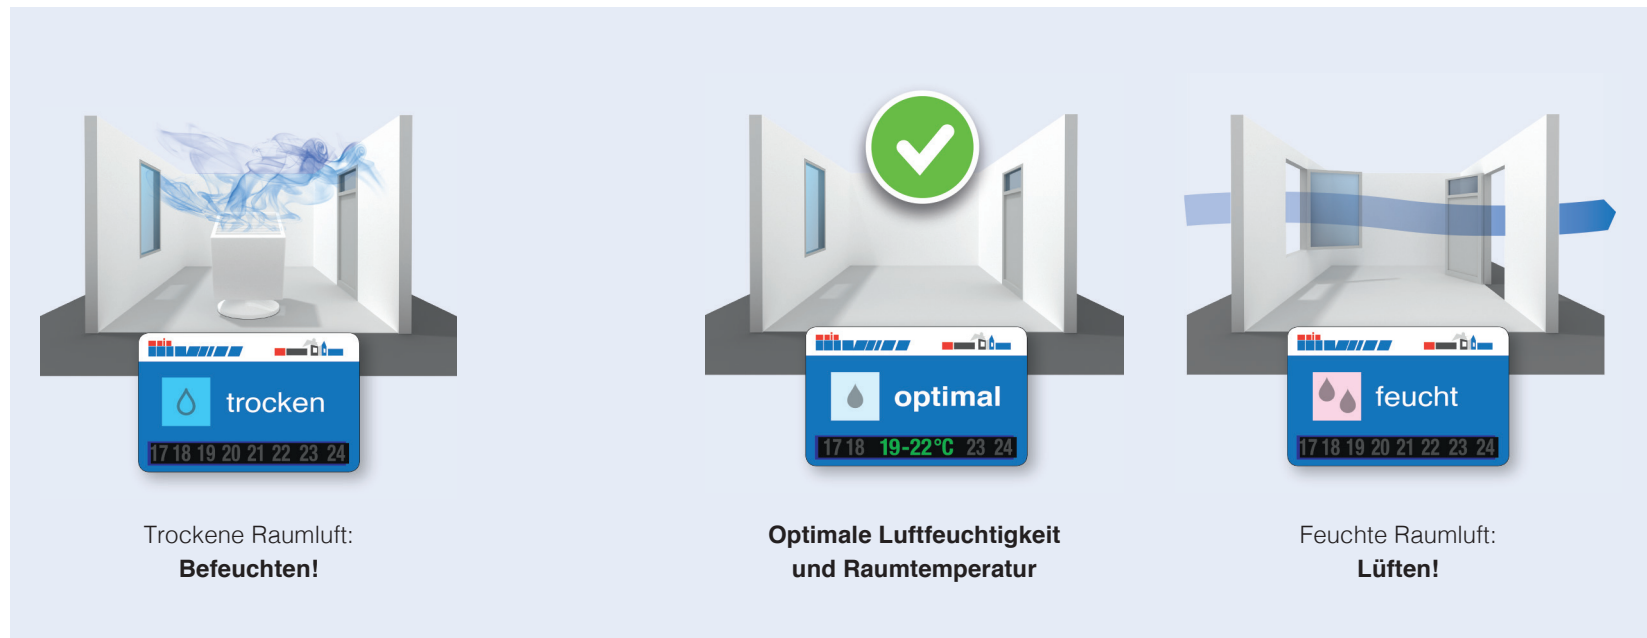 trocken
17 18 19 20 21 22 23 24
Trockene Raumluft:
Befeuchten!
optimal
17 18 19-22°C 23 24
Optimale Luftfeuchtigkeit
und Raumtemperatur
feucht
17 18 19 20 21 22 23 24
Feuchte Raumluft:
Lüften!